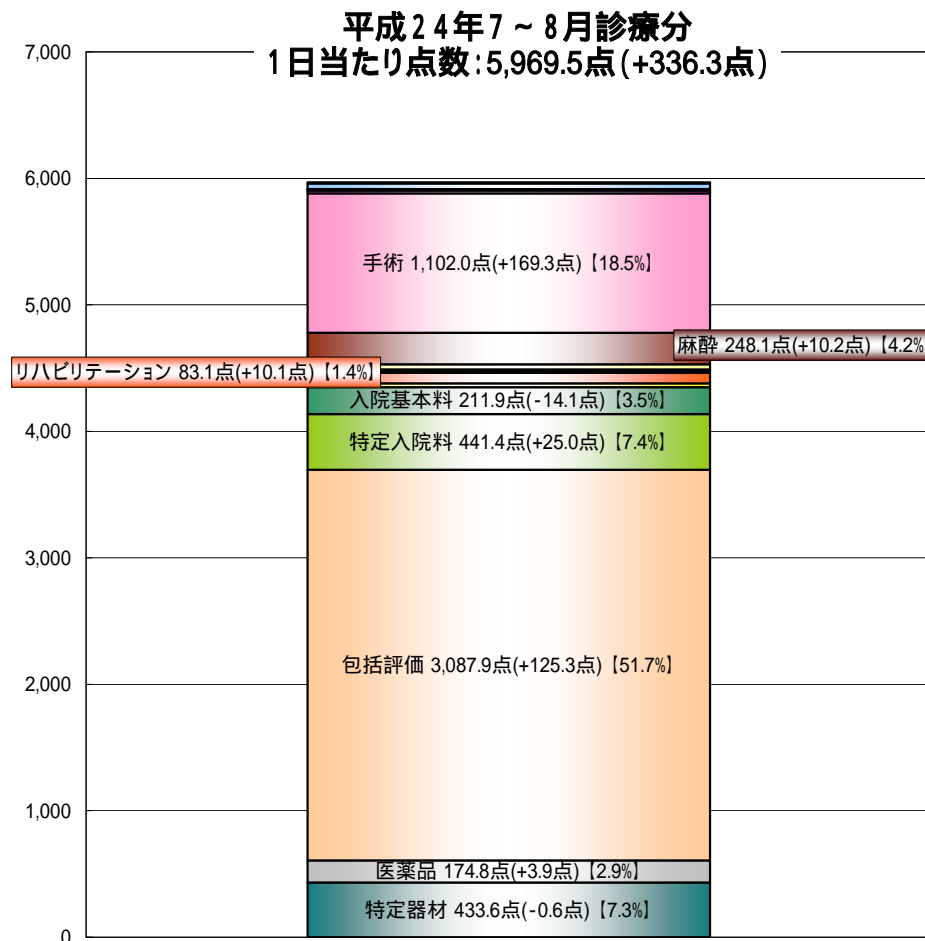 平成24年7～8月診療分
1日当たり点数:5,969.5点(+336.3点)
7,000
6,000
手術 1,102.0点(+169.3点)【18.5%】
5,000
麻酔 248.1点(+10.2点)【4.2%】
リハビリテーション 83.1点(+10.1点)【1.4%】
入院基本料 211.9点(-14.1点)【3.5%】
4,000
特定入院料 441.4点(+25.0点)【7.4%】
3,000
包括評価 3,087.9点(+125.3点)【51.7%】
2,000
1,000
医薬品 174.8点(+3.9点)【2.9%】
特定器材 433.6点(-0.6点)【7.3%】
0